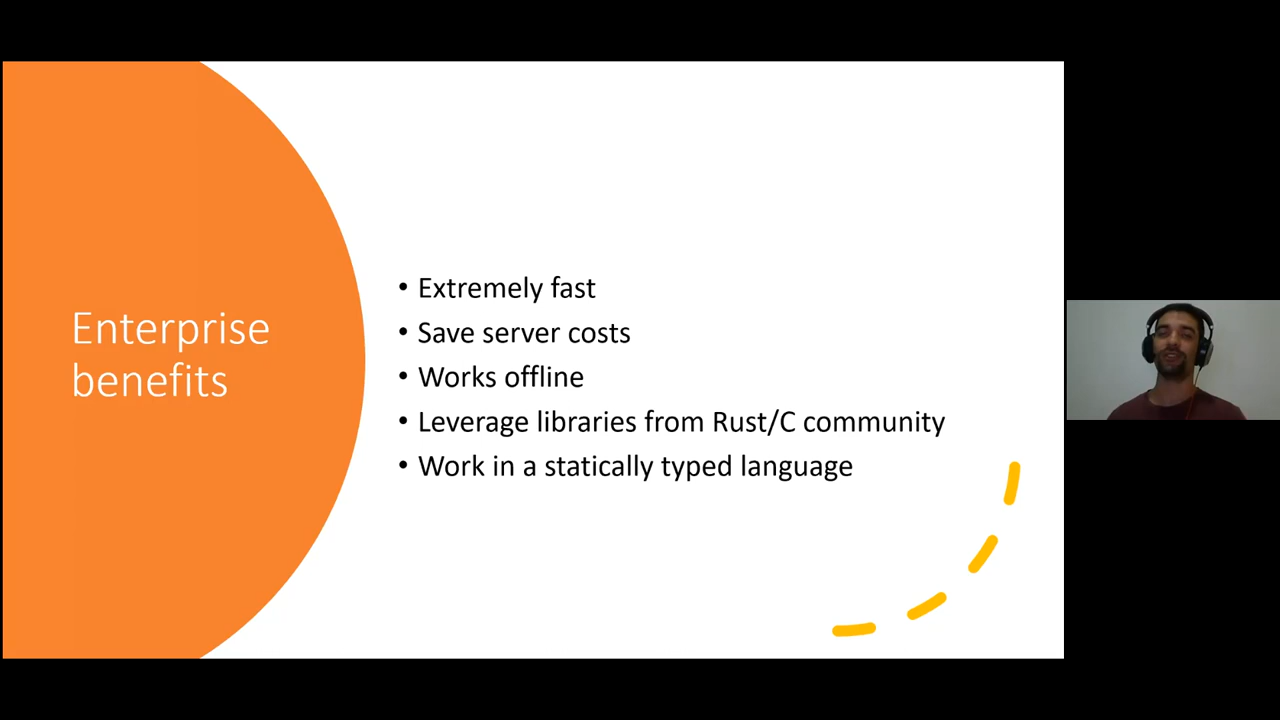 Enterprise
benefits
• Extremely fast
• Save server costs
• Works offline
• Leverage libraries from Rust/C community
• Work in a statically typed language